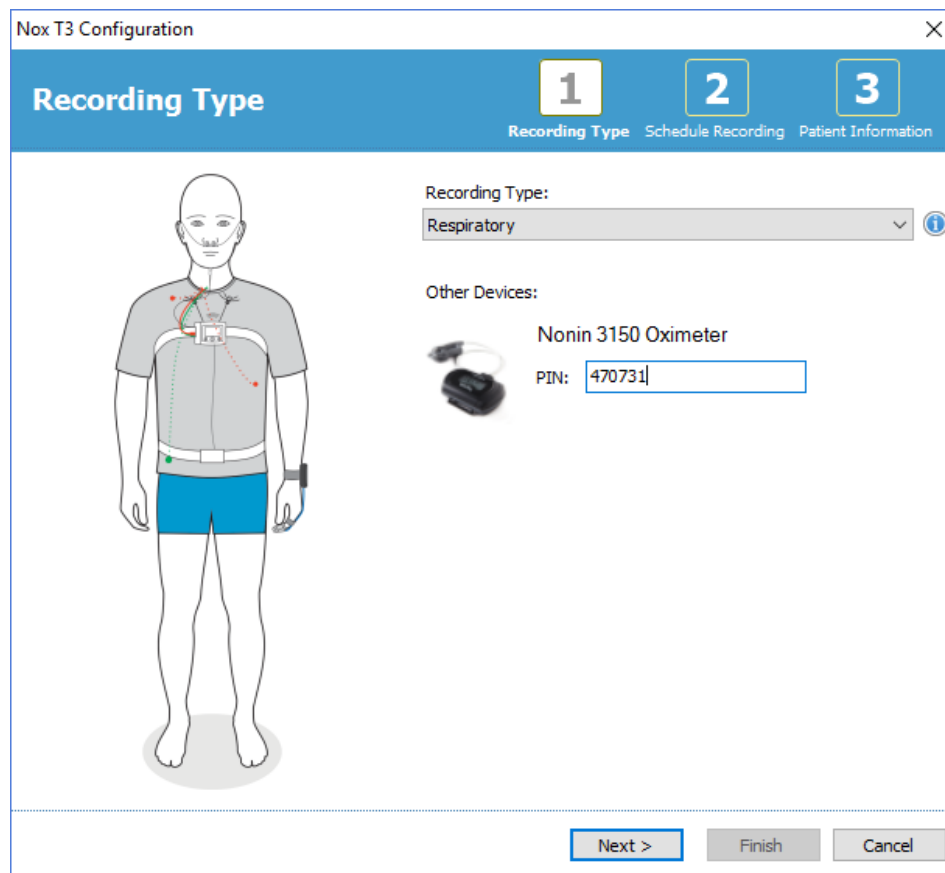 Nox T3 Configuration
Recording Type
1
2
3
Recording Type
Schedule Recording
Patient Information
Recording Type:
Respiratory
Other Devices:
Nonin 3150 Oximeter
PIN: 470731
Next >
Finish
Cancel